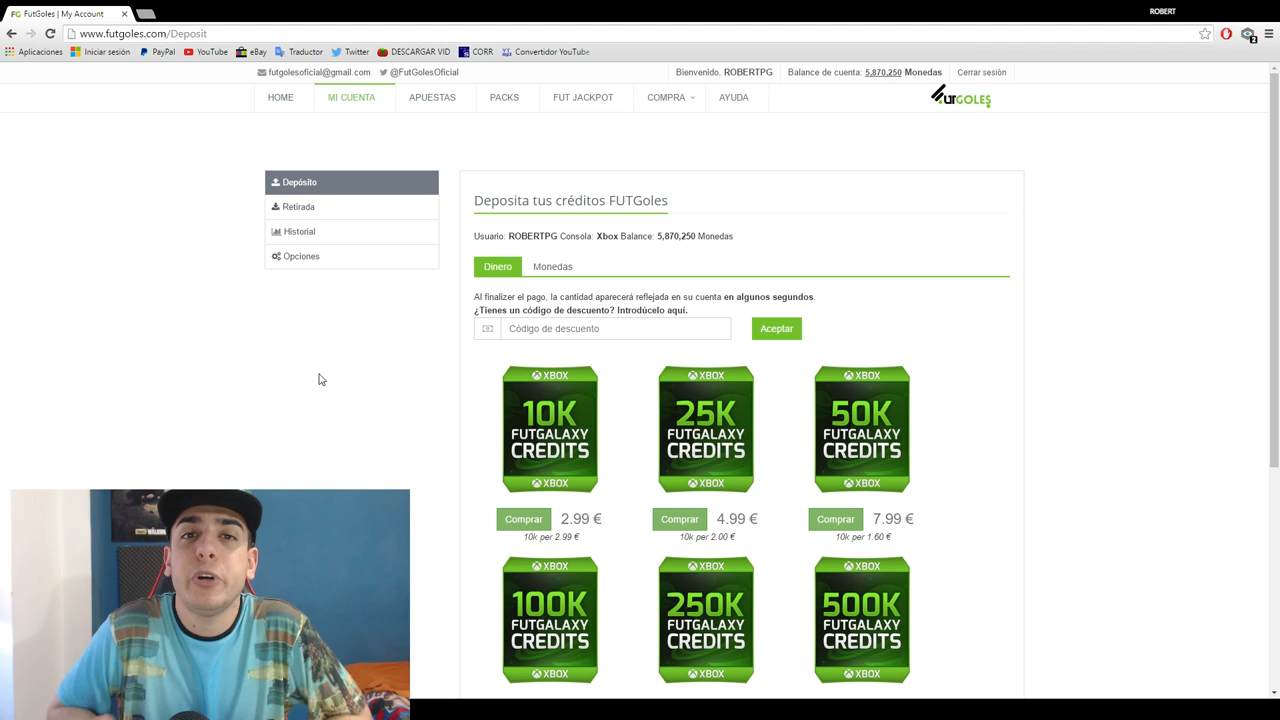 FG FutGoles | My Account
ROBERT
www.futgoles.com/Deposit
Aplicaciones Iniciar sesión PayPal YouTube eBay Traductor Twitter DESCARGAR VID CORR Convertidor YouTube
futgolesoficial@gmail.com @FutGolesOficial Bienvenido, ROBERTPG Balance de cuenta: 5,870,250 Monedas Cerrar sesión
HOME MI CUENTA APUESTAS PACKS FUT JACKPOT COMPRA AYUDA FUTGOLES
Depósito
Retirada
Historial
Opciones
Deposita tus créditos FUTGoles
Usuario: ROBERTPG Consola: Xbox Balance: 5,870,250 Monedas
Dinero Monedas
Al finalizer el pago, la cantidad aparecerá reflejada en su cuenta en algunos segundos.
¿Tienes un código de descuento? Introdúcelo aquí.
Código de descuento Aceptar
XBOX XBOX XBOX
10K 25K 50K
FUTGALAXY FUTGALAXY FUTGALAXY
CREDITS CREDITS CREDITS
XBOX XBOX XBOX
Comprar 2.99 € Comprar 4.99 € Comprar 7.99 €
10k per 2.99 € 10k per 2.00 € 10k per 1.60 €
XBOX XBOX XBOX
100K 250K 500K
FUTGALAXY FUTGALAXY FUTGALAXY
CREDITS CREDITS CREDITS
XBOX XBOX XBOX